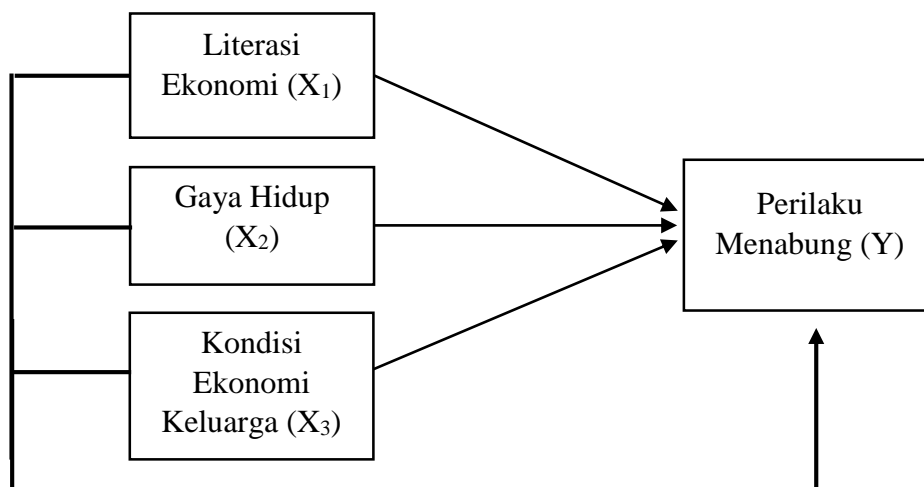 Literasi
Ekonomi (X₁)
Gaya Hidup
(X₂)
Kondisi
Ekonomi
Keluarga (X₃)
Perilaku
Menabung (Y)